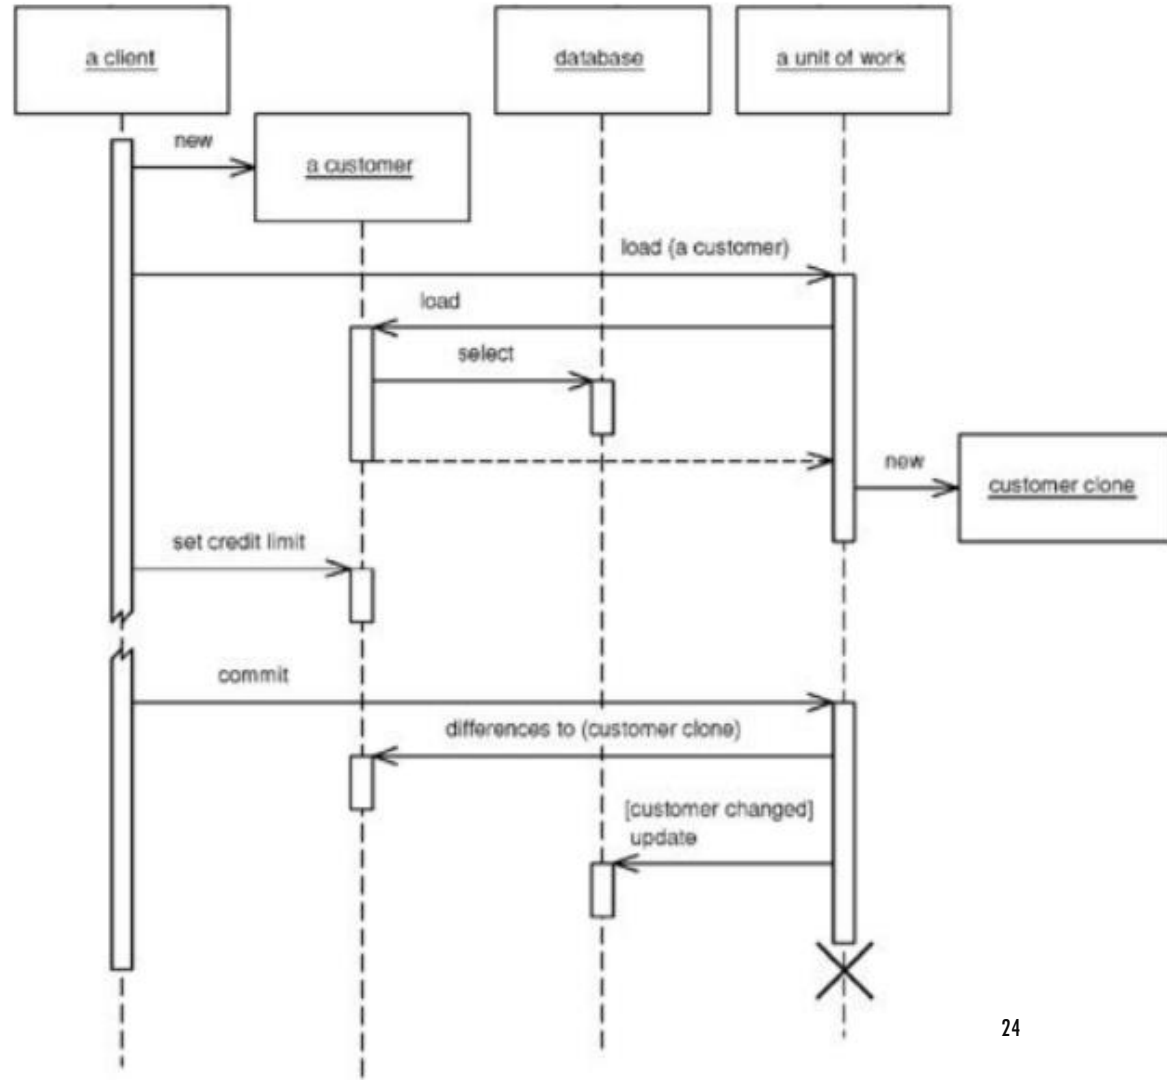 a client
database
a unit of work
new
a customer
load (a customer)
load
select
new
customer clone
set credit limit
commit
differences to (customer clone)
[customer changed]
update
24